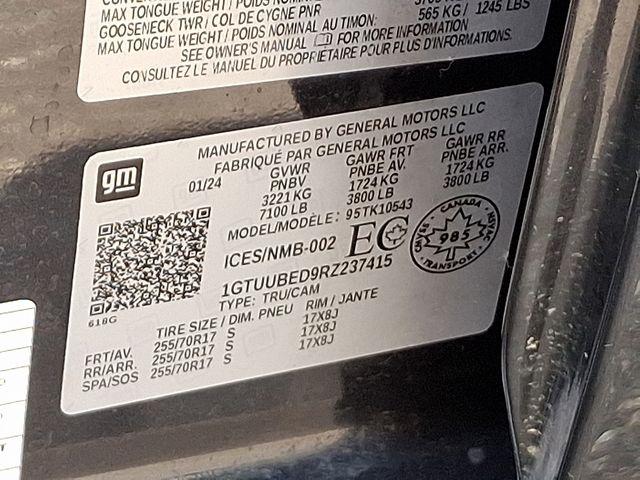 MAX TONGUE WEIGHT / POIDS
GOOSENECK TWR / COL DE CYGNE PNR
MAX TONGUE WEIGHT / POIDS NOMINAL AU TIMON: 565 KG / 1245 LBS
SEE OWNER'S MANUAL FOR MORE INFORMATION
CONSULTEZ LE MANUEL DU PROPRIÉTAIRE POUR PLUS D'INFORMATIONS.
gm
MANUFACTURED BY GENERAL MOTORS LLC
FABRIQUÉ PAR GENERAL MOTORS LLC
01/24 GVWR GAWR FRT GAWR RR
PNBV PNBE AV. PNBE ARR.
3221 KG 1724 KG 1724 KG
7100 LB 3800 LB 3800 LB
MODEL/MODÈLE: 95TK10543
ICES/NMB-002 EC
CANADA
985
1GTUUBED9RZ237415
TYPE: TRU/CAM
618G
TIRE SIZE / DIM. PNEU RIM / JANTE
FRT/AV. 255/70R17 S 17X8J
RR/ARR. 255/70R17 S 17X8J
SPA/SOS 255/70R17 S 17X8J